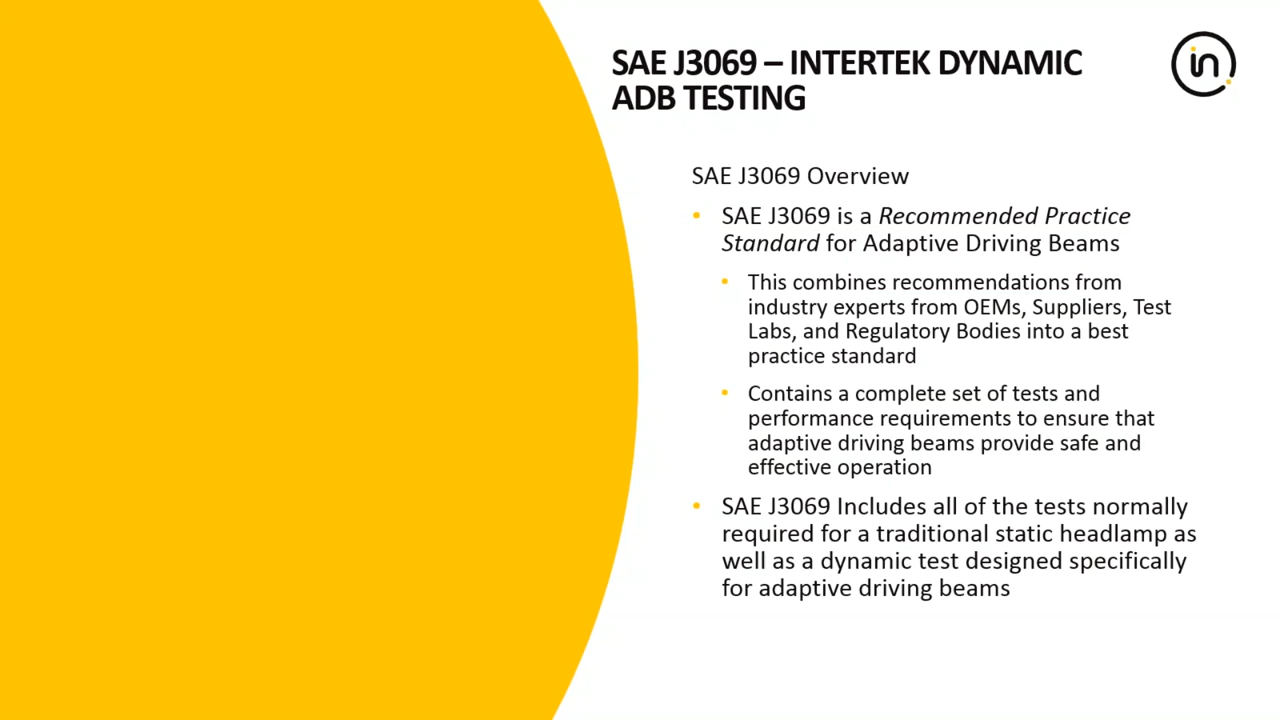 SAE J3069 – INTERTEK DYNAMIC
ADB TESTING
in
SAE J3069 Overview
• SAE J3069 is a Recommended Practice
Standard for Adaptive Driving Beams
• This combines recommendations from
industry experts from OEMs, Suppliers, Test
Labs, and Regulatory Bodies into a best
practice standard
• Contains a complete set of tests and
performance requirements to ensure that
adaptive driving beams provide safe and
effective operation
• SAE J3069 Includes all of the tests normally
required for a traditional static headlamp as
well as a dynamic test designed specifically
for adaptive driving beams